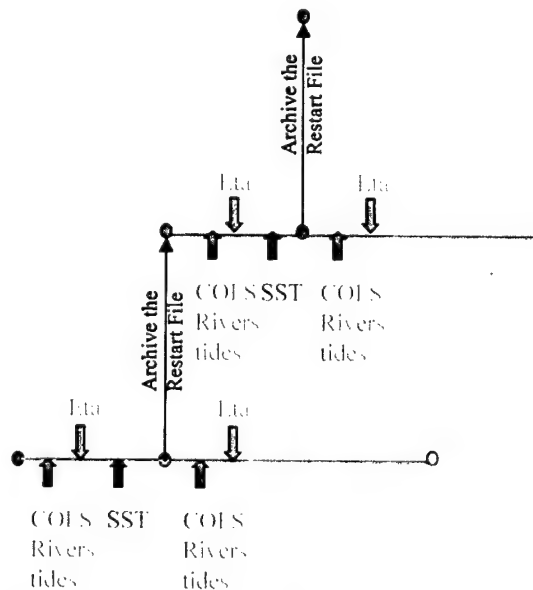 Archive the
Restart File
Eta
Eta
COFS SST COFS
Rivers Rivers
tides tides
Archive the
Restart File
Eta
Eta
COFS SST COFS
Rivers Rivers
tides tides